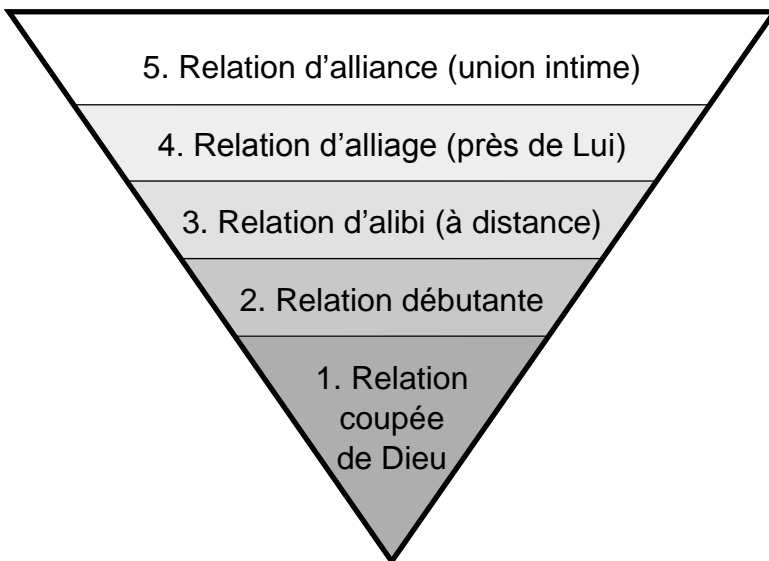 5. Relation d’alliance (union intime)
4. Relation d’alliage (près de Lui)
3. Relation d’alibi (à distance)
2. Relation débutante
1. Relation
coupée
de Dieu